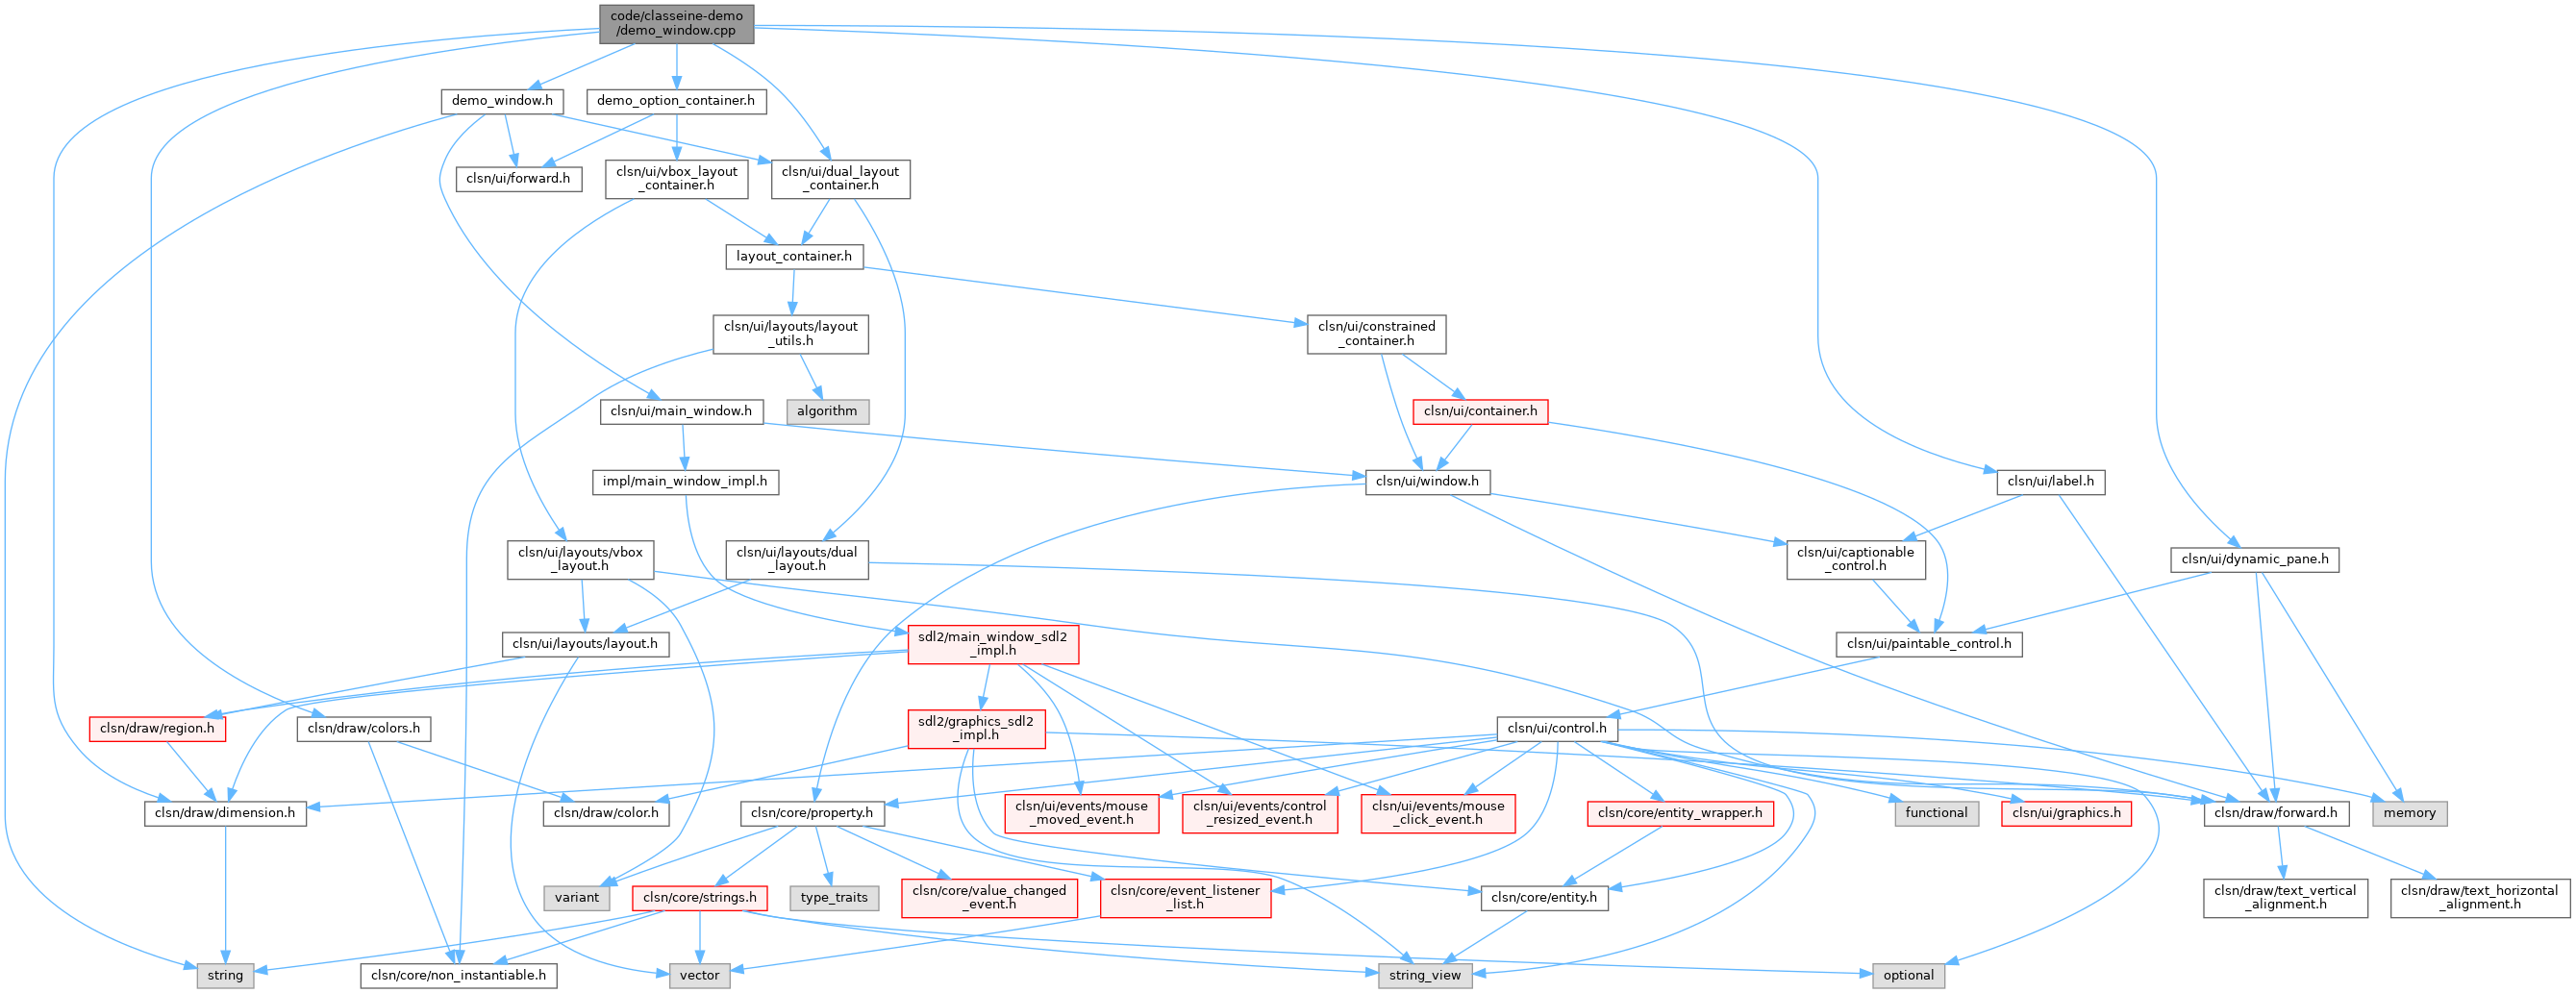 code/classeine-demo
/demo_window.cpp
demo_window.h
demo_option_container.h
clsn/ui/forward.h
clsn/ui/vbox_layout
_container.h
clsn/ui/dual_layout
_container.h
layout_container.h
clsn/ui/layouts/layout
_utils.h
clsn/ui/constrained
_container.h
clsn/ui/main_window.h
algorithm
clsn/ui/container.h
impl/main_window_impl.h
clsn/ui/window.h
clsn/ui/label.h
clsn/ui/layouts/vbox
_layout.h
clsn/ui/layouts/dual
_layout.h
clsn/ui/captionable
_control.h
clsn/ui/dynamic_pane.h
clsn/ui/layouts/layout.h
sdl2/main_window_sdl2
_impl.h
clsn/ui/paintable_control.h
clsn/draw/region.h
clsn/draw/colors.h
sdl2/graphics_sdl2
_impl.h
clsn/ui/control.h
clsn/draw/dimension.h
clsn/draw/color.h
clsn/core/property.h
clsn/ui/events/mouse
_moved_event.h
clsn/ui/events/control
_resized_event.h
clsn/ui/events/mouse
_click_event.h
clsn/core/entity_wrapper.h
functional
clsn/ui/graphics.h
clsn/draw/forward.h
memory
variant
clsn/core/strings.h
type_traits
clsn/core/value_changed
_event.h
clsn/core/event_listener
_list.h
clsn/core/entity.h
clsn/draw/text_vertical
_alignment.h
clsn/draw/text_horizontal
_alignment.h
string
clsn/core/non_instantiable.h
vector
string_view
optional